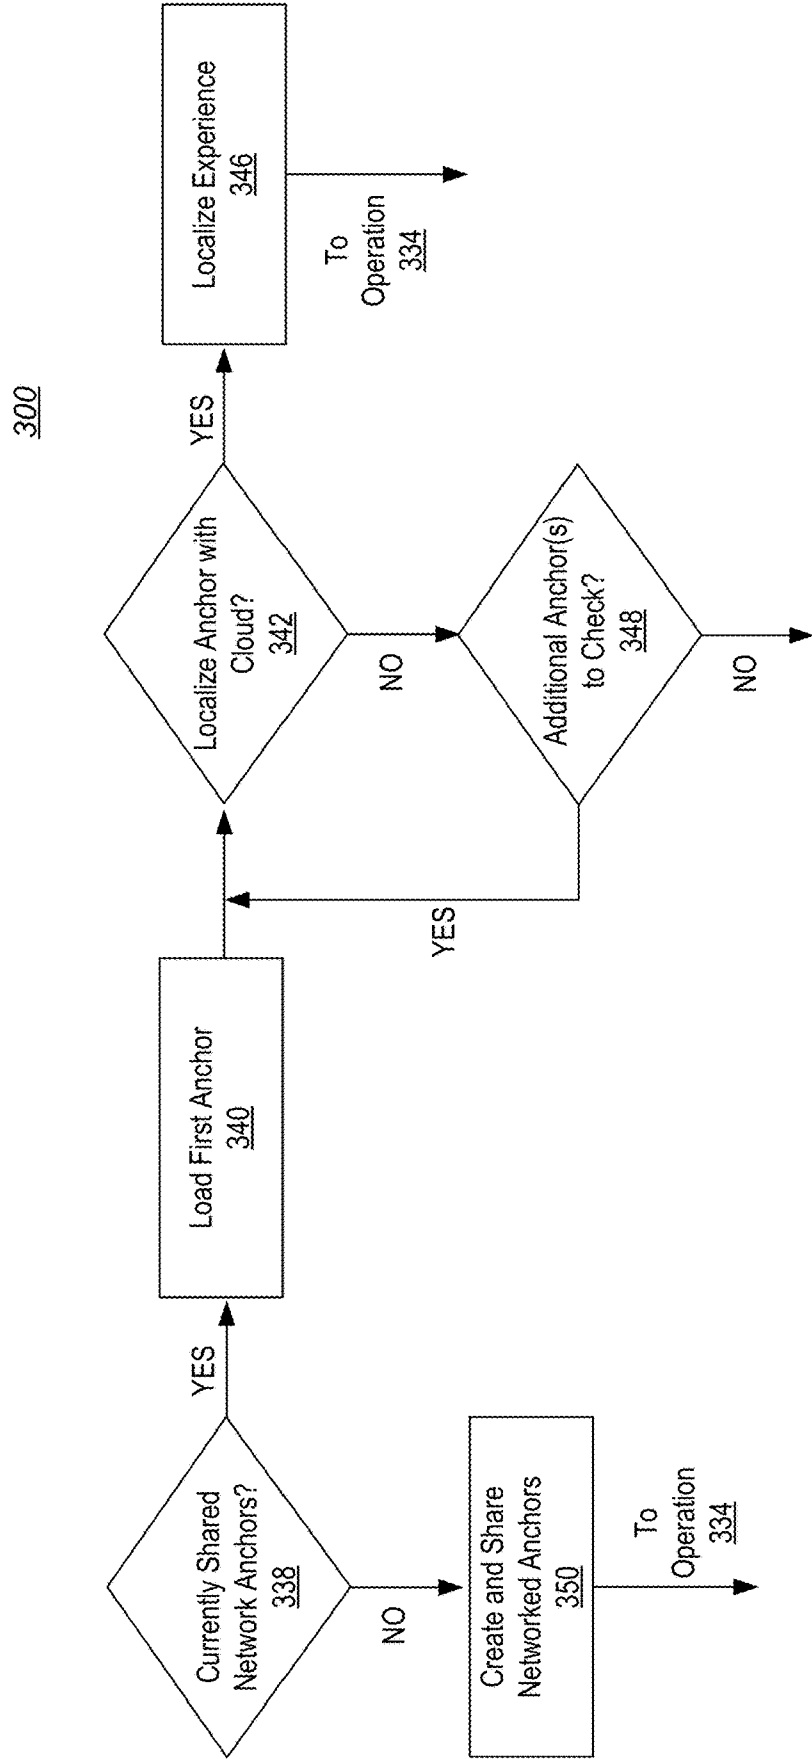 300
Currently Shared
Network Anchors?
338
YES
NO
Create and Share
Networked Anchors
350
To
Operation
334
Load First Anchor
340
Localize Anchor with
Cloud?
342
YES
NO
Additional Anchor(s)
to Check?
348
YES
NO
Localize Experience
346
To
Operation
334